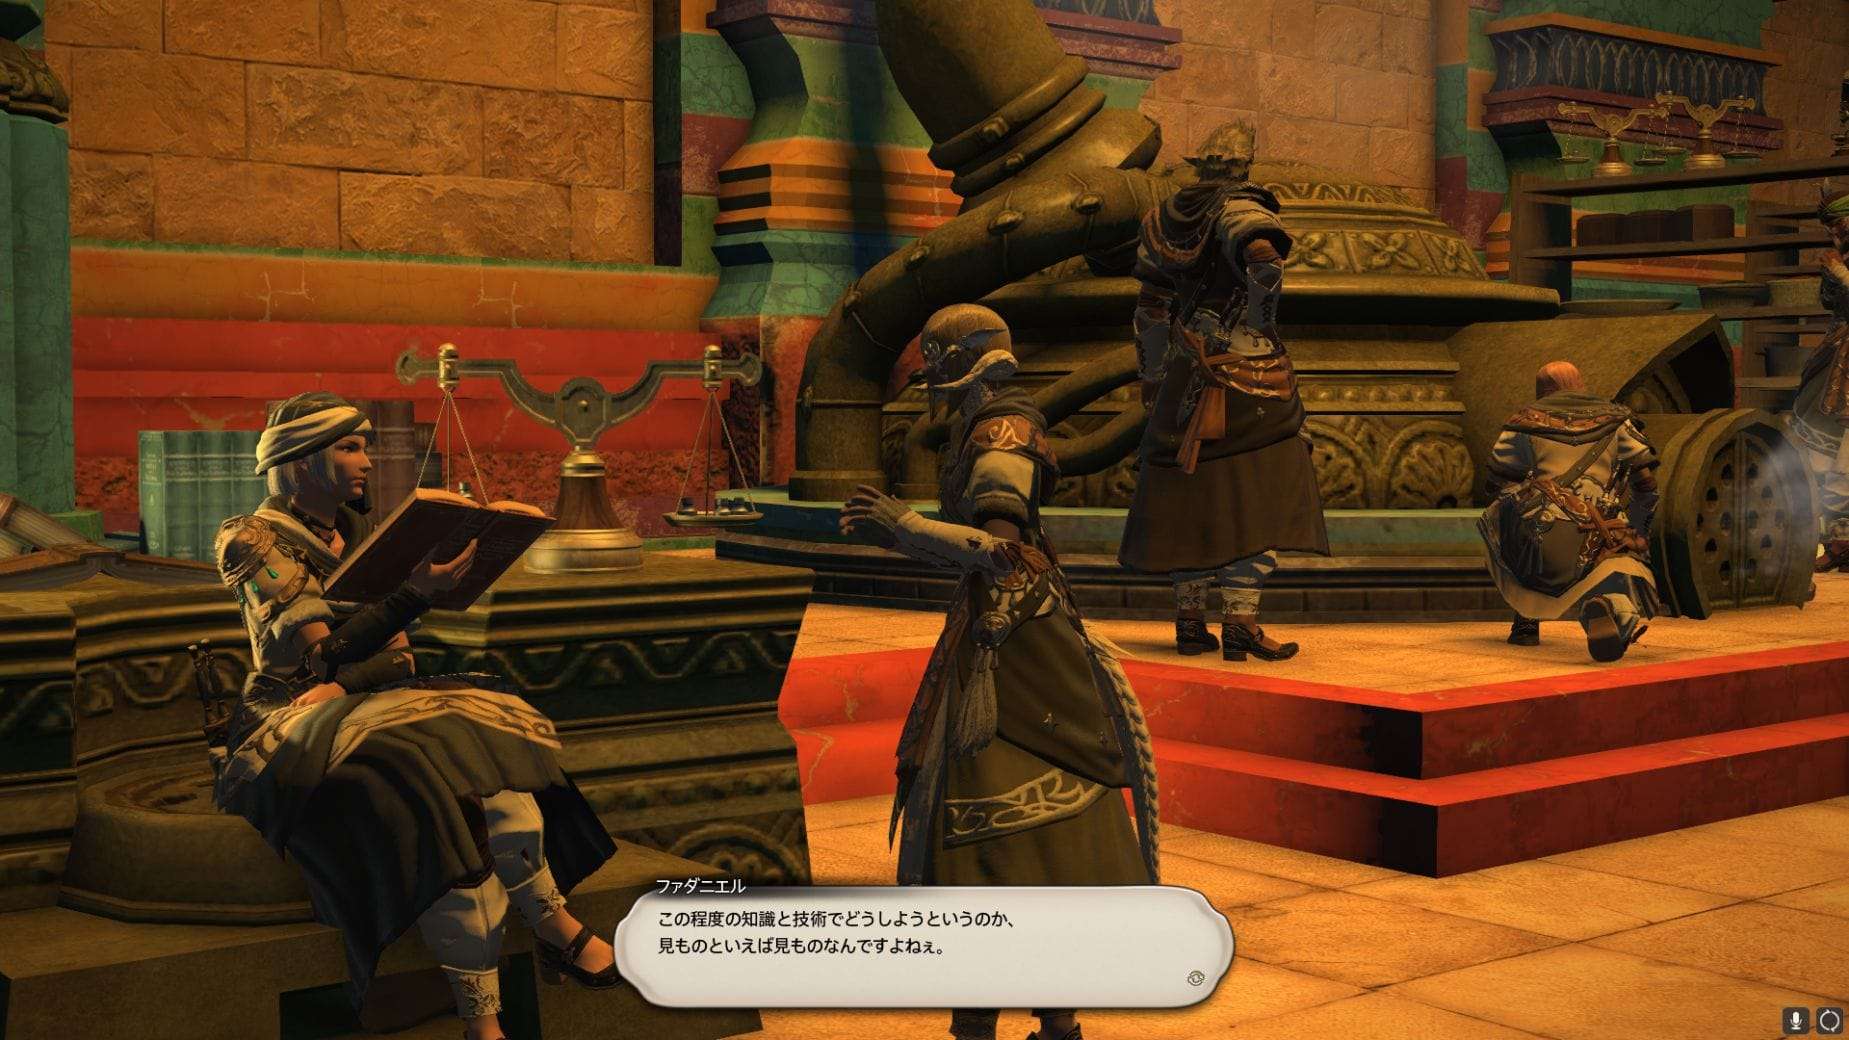 ファダニエル
この程度の知識と技術でどうしようというのか、
見ものといえば見ものなんですよねぇ。